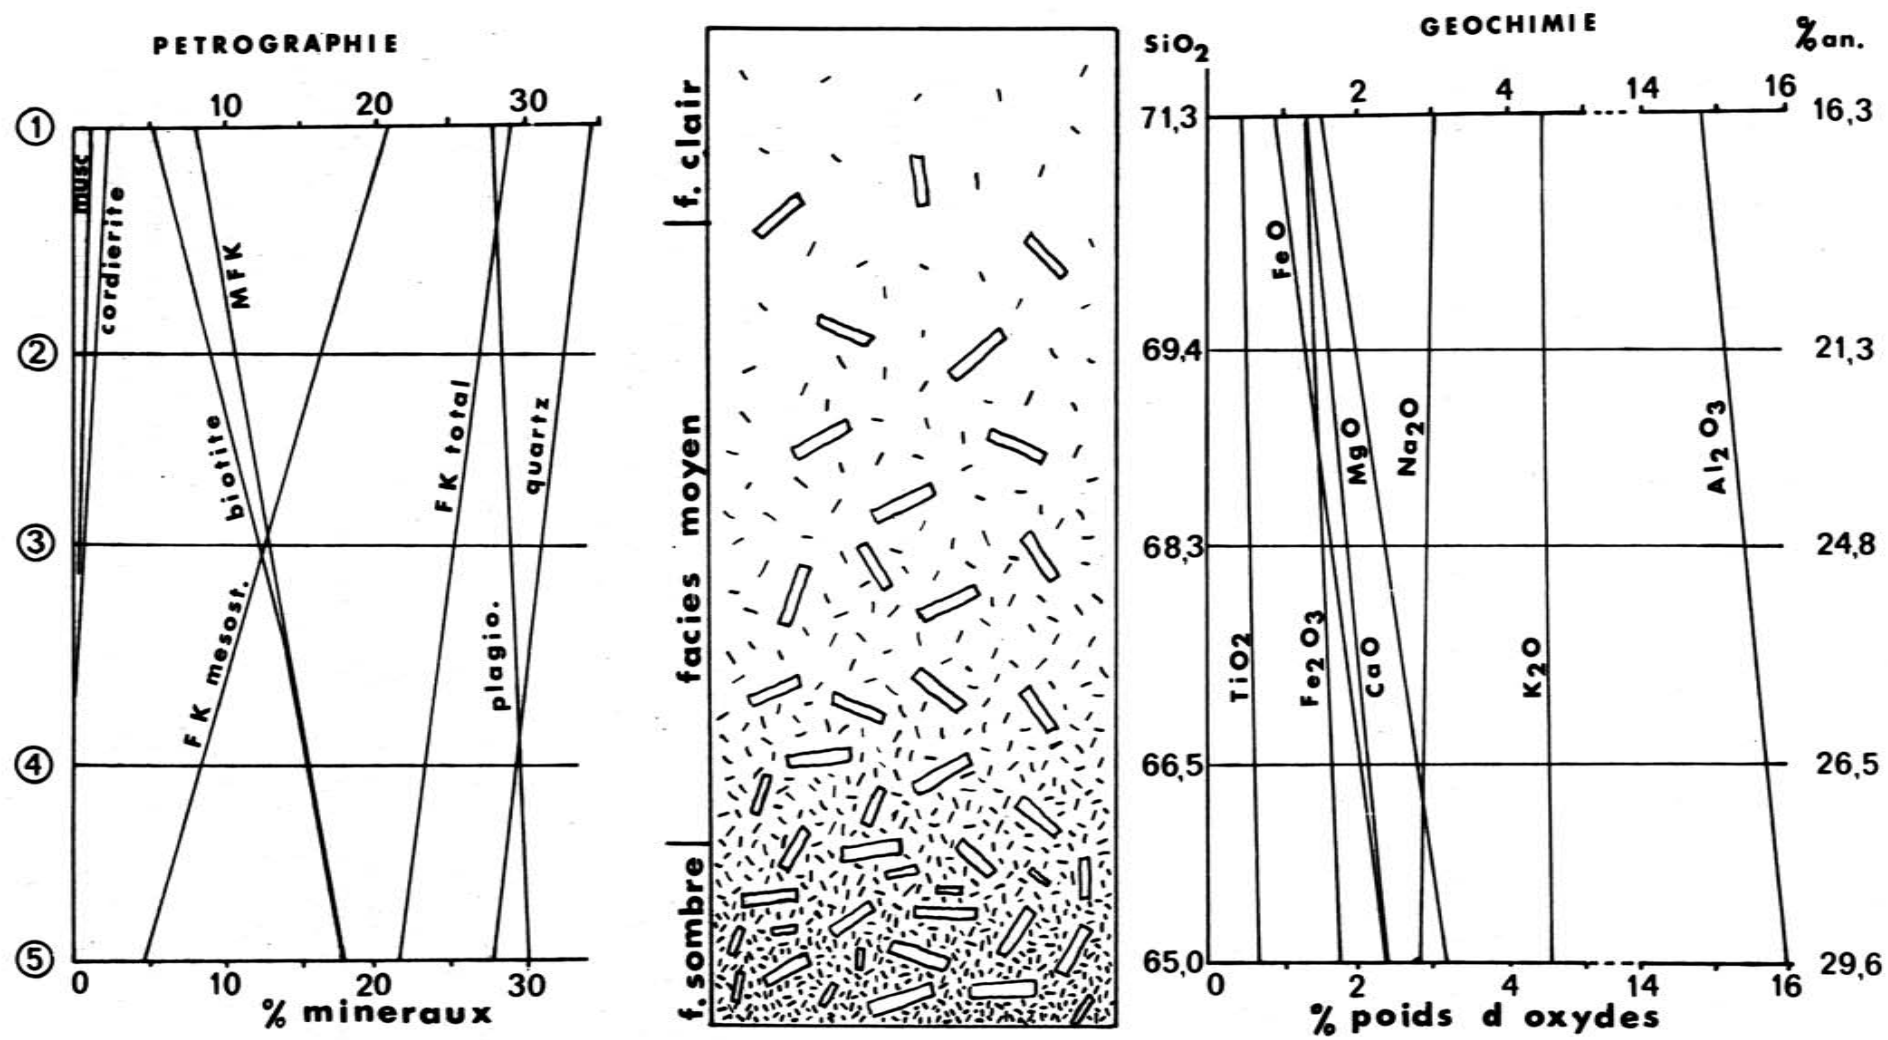 PETROGRAPHIE
10 20 30
① ② ③ ④ ⑤
musc
cordierite
MFK
biotite
FK total
quartz
FK mesost.
plagio.
0 10 20 30
% mineraux
f. clair
facies moyen
f. sombre
GEOCHIMIE
SiO2
%an.
2 4 14 16
71,3 16,3
69,4 21,3
68,3 24,8
66,5 26,5
65,0 29,6
FeO
MgO
Na2O
Al2O3
TiO2
Fe2O3
CaO
K2O
0 2 4 14 16
% poids d oxydes